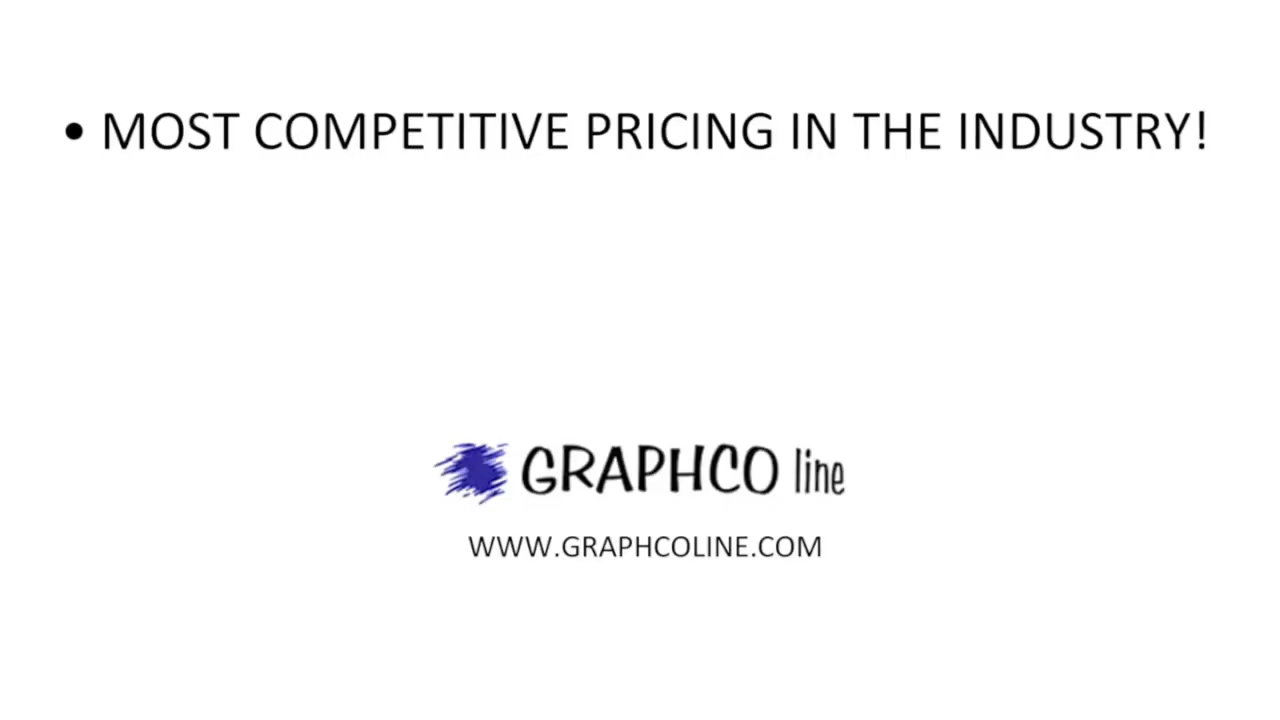 • MOST COMPETITIVE PRICING IN THE INDUSTRY!
GRAPHCO line
WWW.GRAPHCOLINE.COM